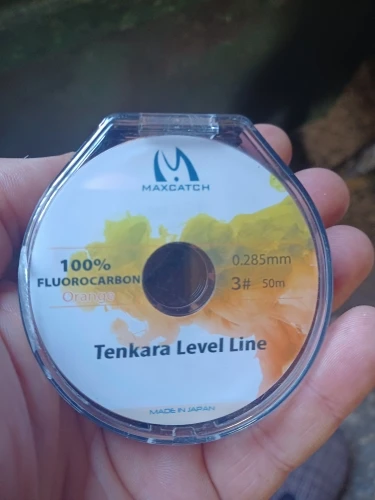 MAXCATCH
100%
FLUOROCARBON
Orange
0.285mm
3# 50m
Tenkara Level Line
MADE IN JAPAN